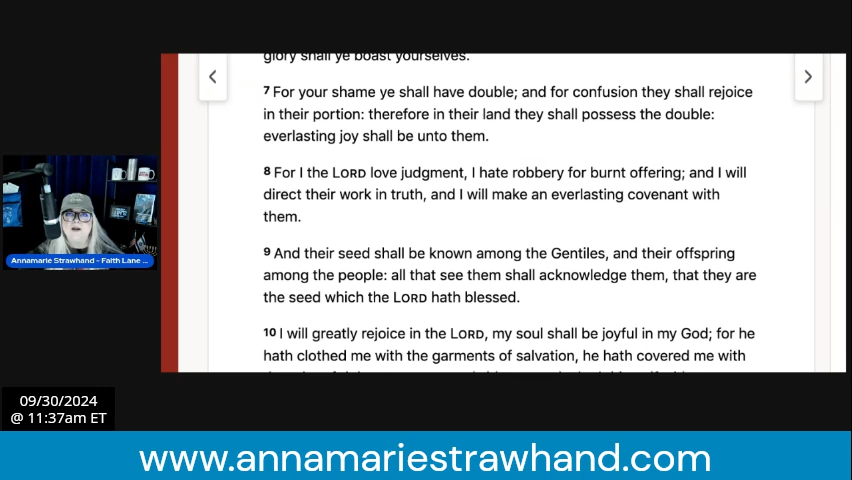 glory shall ye boast yourselves.
7 For your shame ye shall have double; and for confusion they shall rejoice
in their portion: therefore in their land they shall possess the double:
everlasting joy shall be unto them.
8 For I the LORD love judgment, I hate robbery for burnt offering; and I will
direct their work in truth, and I will make an everlasting covenant with
them.
9 And their seed shall be known among the Gentiles, and their offspring
among the people: all that see them shall acknowledge them, that they are
the seed which the LORD hath blessed.
10 I will greatly rejoice in the LORD, my soul shall be joyful in my God; for he
hath clothed me with the garments of salvation, he hath covered me with
Annamarie Strawhand - Faith Lane ...
09/30/2024
@ 11:37am ET
www.annamariestrawhand.com